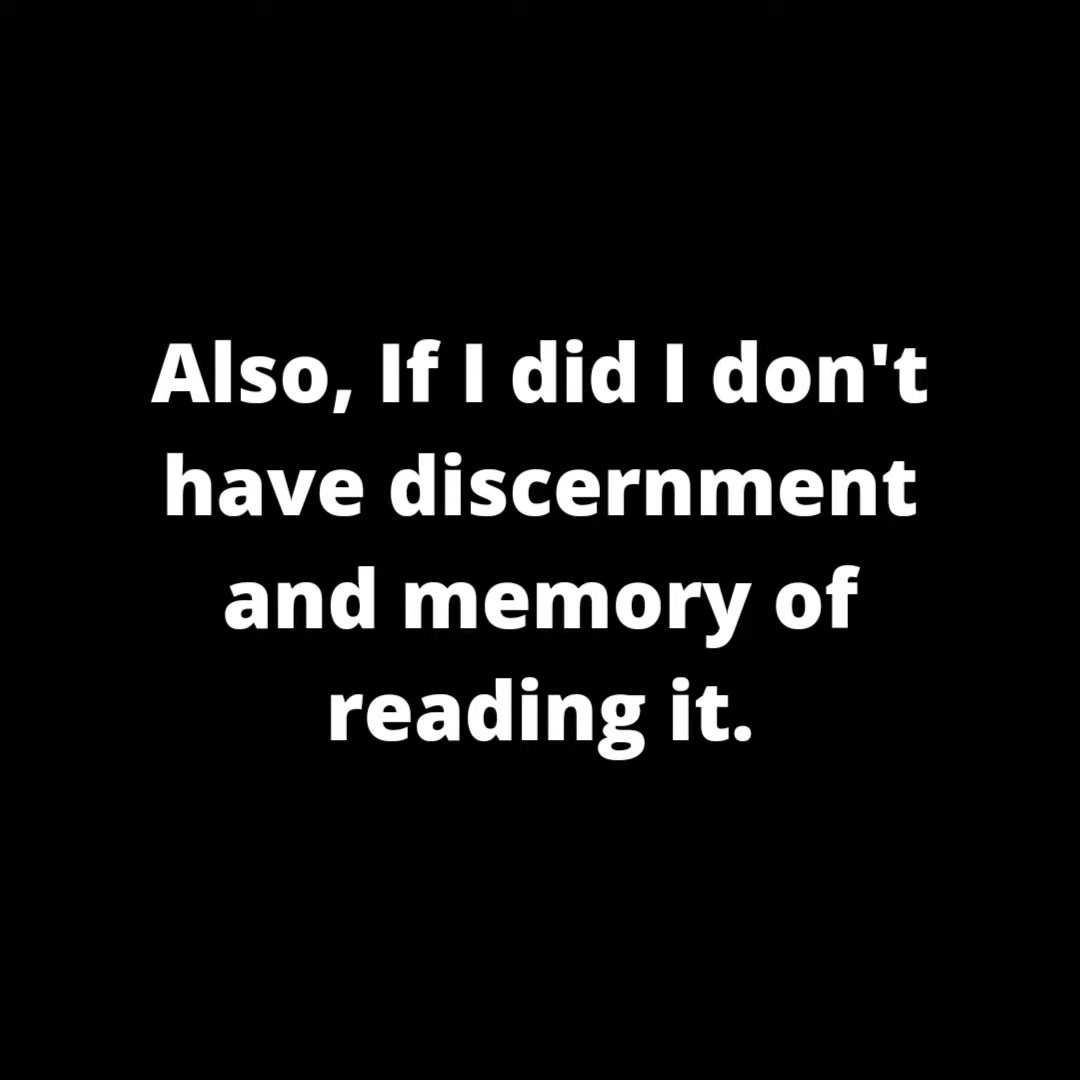 Also, If I did I don't
have discernment
and memory of
reading it.